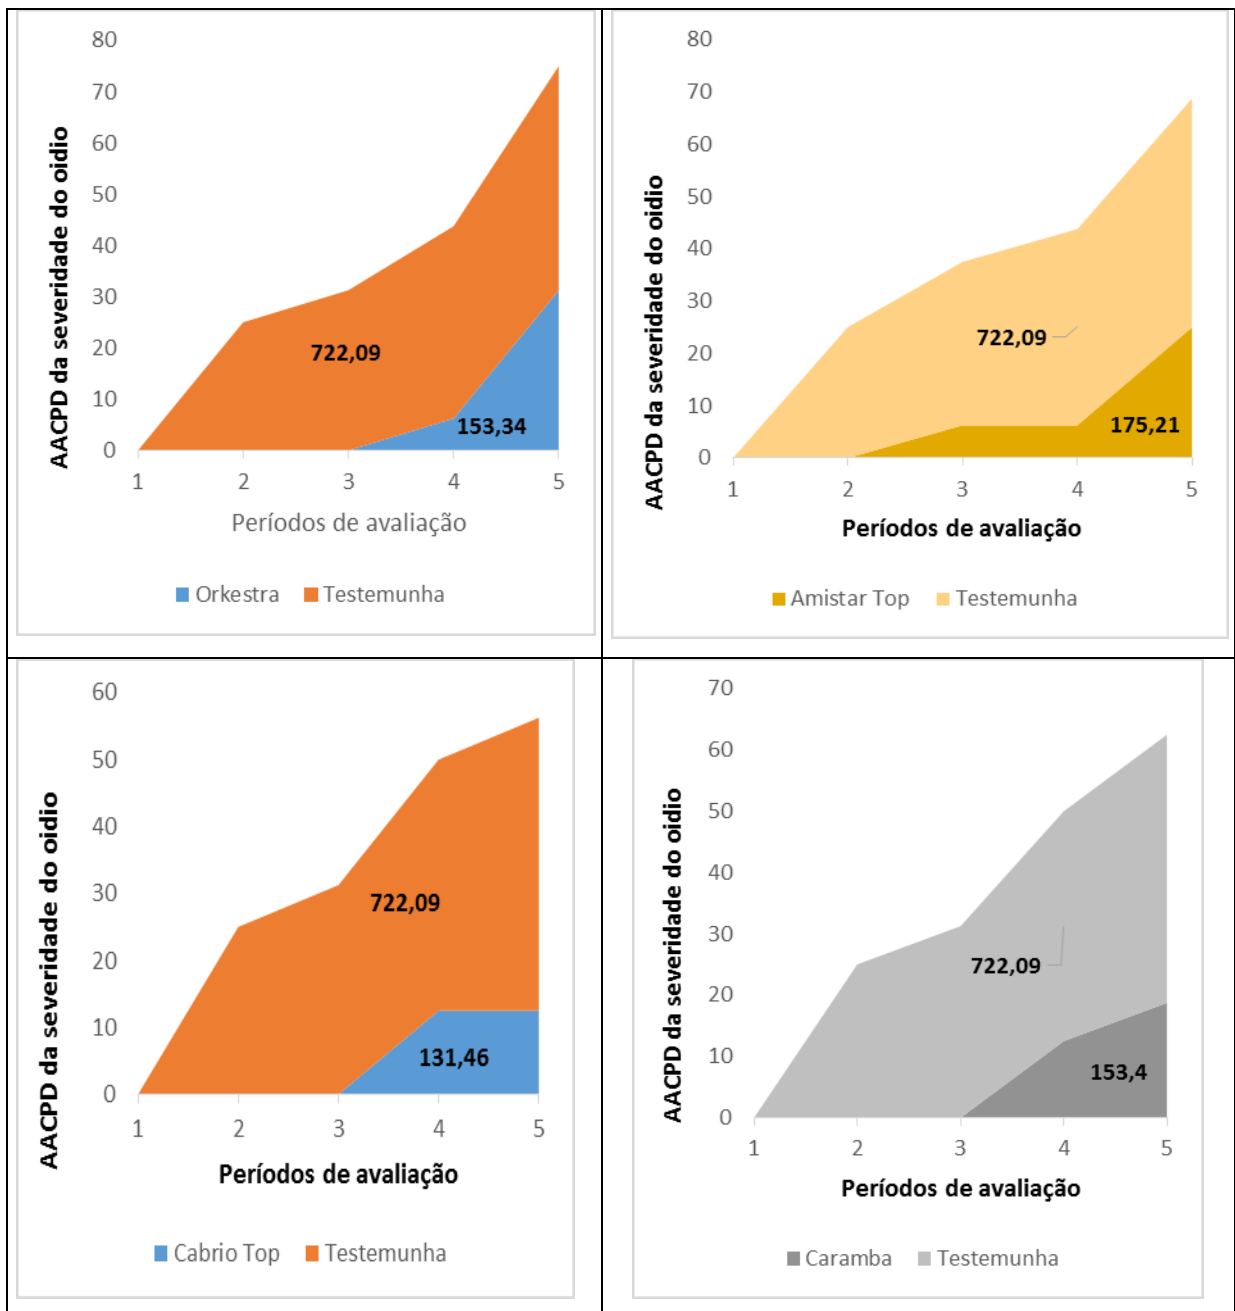 AACPD da severidade do oidio
80
70
60
50
40
30
20
10
0
722,09
153,34
1 2 3 4 5
Períodos de avaliação
Orkestra Testemunha
AACPD da severidade do oidio
80
70
60
50
40
30
20
10
0
722,09
175,21
1 2 3 4 5
Períodos de avaliação
Amistar Top Testemunha
AACPD da severidade do oidio
60
50
40
30
20
10
0
722,09
131,46
1 2 3 4 5
Períodos de avaliação
Cabrio Top Testemunha
AACPD da severidade do oidio
70
60
50
40
30
20
10
0
722,09
153,4
1 2 3 4 5
Períodos de avaliação
Caramba Testemunha